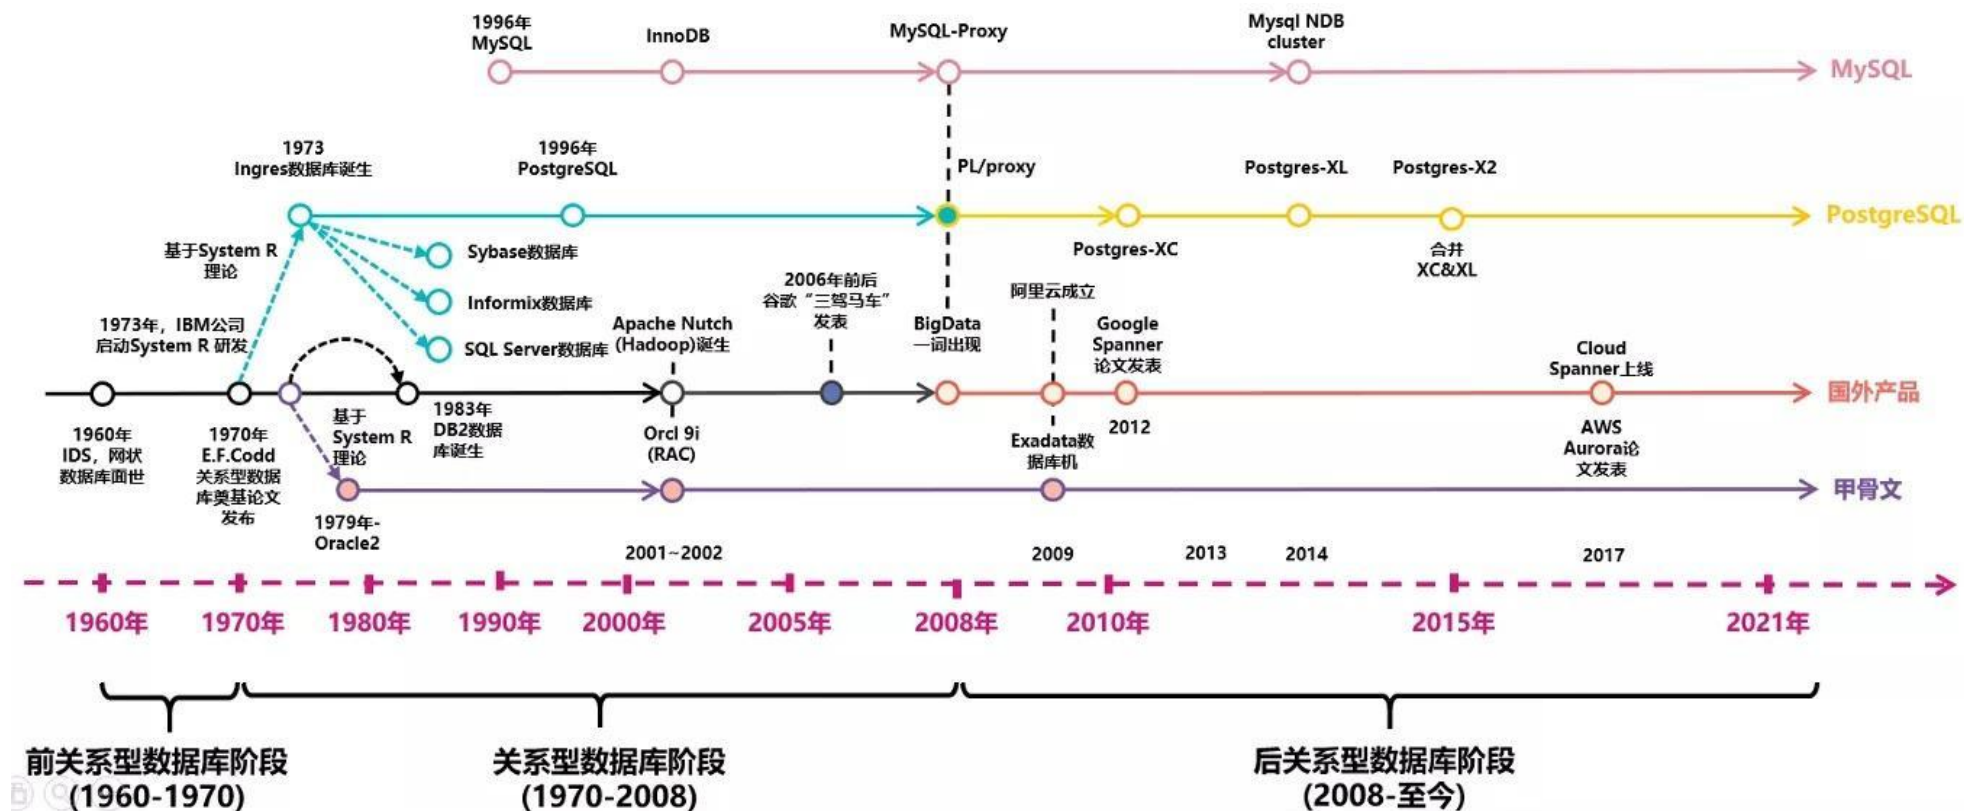 1996年
MySQL
InnoDB
MySQL-Proxy
Mysql NDB
cluster
MySQL
1973
Ingres数据库诞生
1996年
PostgreSQL
PL/proxy
Postgres-XL
Postgres-X2
PostgreSQL
基于System R
理论
Sybase数据库
Informix数据库
SQL Server数据库
Postgres-XC
合并
XC&XL
1973年，IBM公司
启动System R 研发
Apache Nutch
(Hadoop)诞生
2006年前后
谷歌“三驾马车”
发表
BigData
一词出现
阿里云成立
Google
Spanner
论文发表
Cloud
Spanner上线
国外产品
1960年
IDS，网状
数据库面世
1970年
E.F.Codd
关系型数据
库奠基论文
发布
基于
System R
理论
1983年
DB2数据
库诞生
Orcl 9i
(RAC)
Exadata数
据库机
2012
AWS
Aurora论
文发表
甲骨文
1979年-
Oracle2
2001~2002
2009
2013
2014
2017
1960年
1970年
1980年
1990年
2000年
2005年
2008年
2010年
2015年
2021年
前关系型数据库阶段
(1960-1970)
关系型数据库阶段
(1970-2008)
后关系型数据库阶段
(2008-至今)